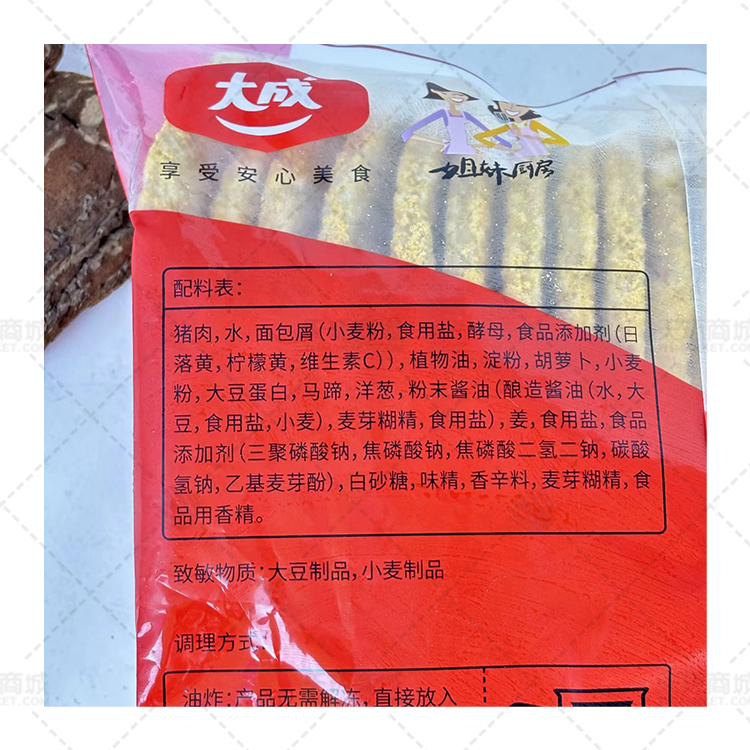 大成
享受安心美食
姐妹厨房
配料表:
猪肉,水,面包屑(小麦粉,食用盐,酵母,食品添加剂(日
落黄,柠檬黄,维生素C)),植物油,淀粉,胡萝卜,小麦
粉,大豆蛋白,马蹄,洋葱,粉末酱油(酿造酱油(水,大
豆,食用盐,小麦),麦芽糊精,食用盐),姜,食用盐,食品
添加剂(三聚磷酸钠,焦磷酸钠,焦磷酸二氢二钠,碳酸
氢钠,乙基麦芽酚),白砂糖,味精,香辛料,麦芽糊精,食
品用香精。
致敏物质:大豆制品,小麦制品
调理方式:
油炸:产品无需解冻,直接放入